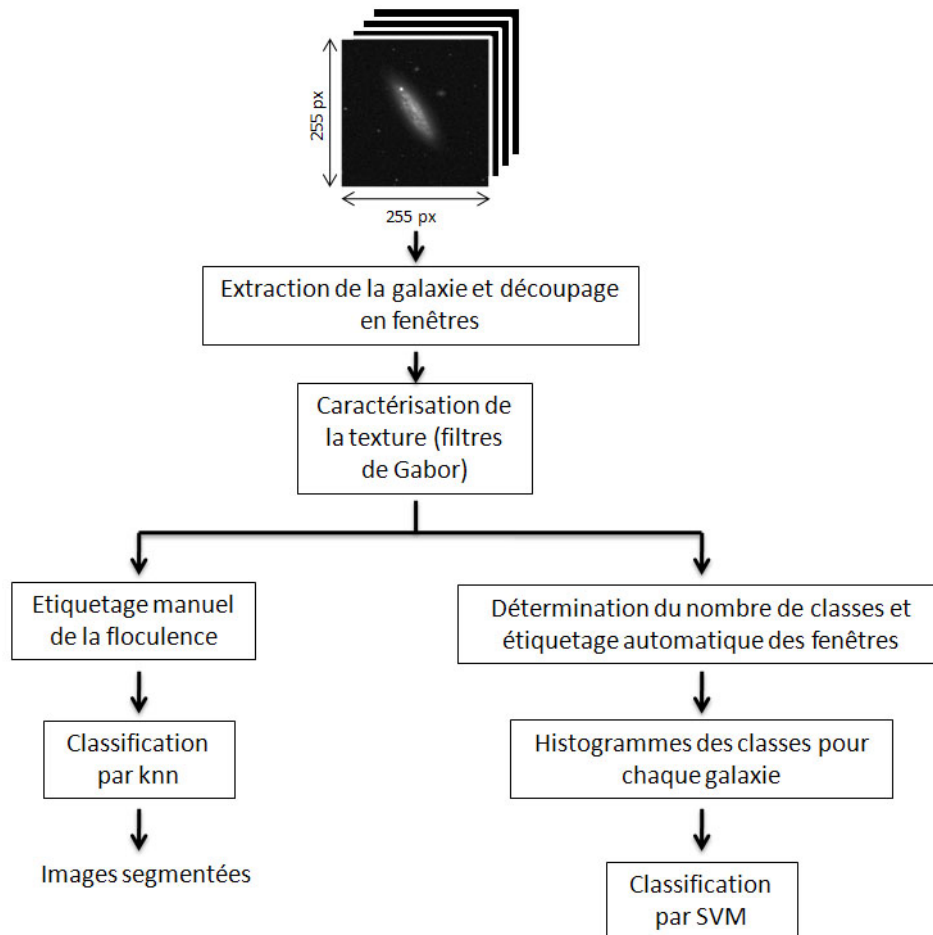 255 px
255 px
Extraction de la galaxie et découpage
en fenêtres
Caractérisation de
la texture (filtres
de Gabor)
Etiquetage manuel
de la floculence
Détermination du nombre de classes et
étiquetage automatique des fenêtres
Classification
par knn
Histogrammes des classes pour
chaque galaxie
Images segmentées
Classification
par SVM